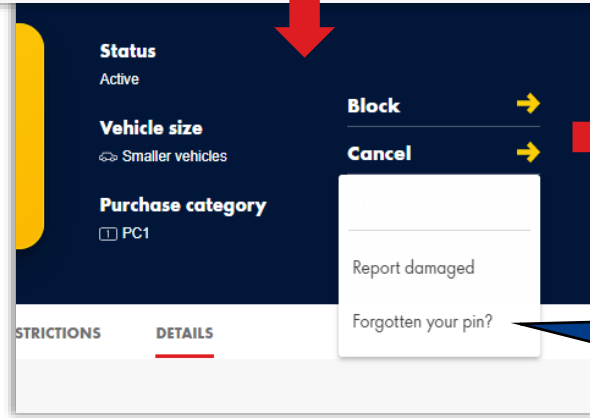 Status
Active
Vehicle size
Smaller vehicles
Purchase category
1 PC1
Block
Cancel
Report damaged
Forgotten your pin?
STRICTIONS DETAILS